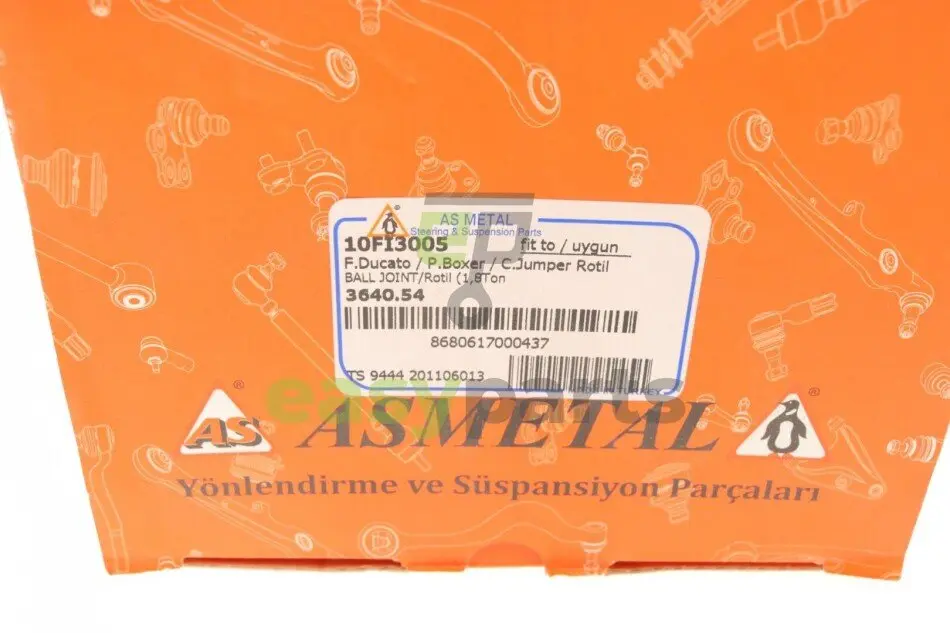 AS METAL
Steering & Suspension Parts
10FI3005 fit to / uygun
F.Ducato / P.Boxer / C.Jumper Rotil
BALL JOINT/Rotil (1,8Ton
3640.54
8680617000437
TS 9444 201106013
easyparts
AS ® ASMETAL ®
Yönlendirme ve Süspansiyon Parçaları